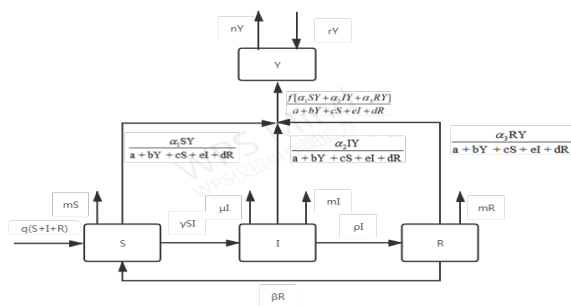 nY
rY
Y
f[α₁SY+α₂IY+α₃RY]
a+bY+cS+eI+dR
α₁SY
a+bY+cS+eI+dR
α₂IY
a+bY+cS+eI+dR
α₃RY
a+bY+cS+eI+dR
mS
μI
mI
mR
q(S+I+R)
S
γSI
I
ρI
R
βR